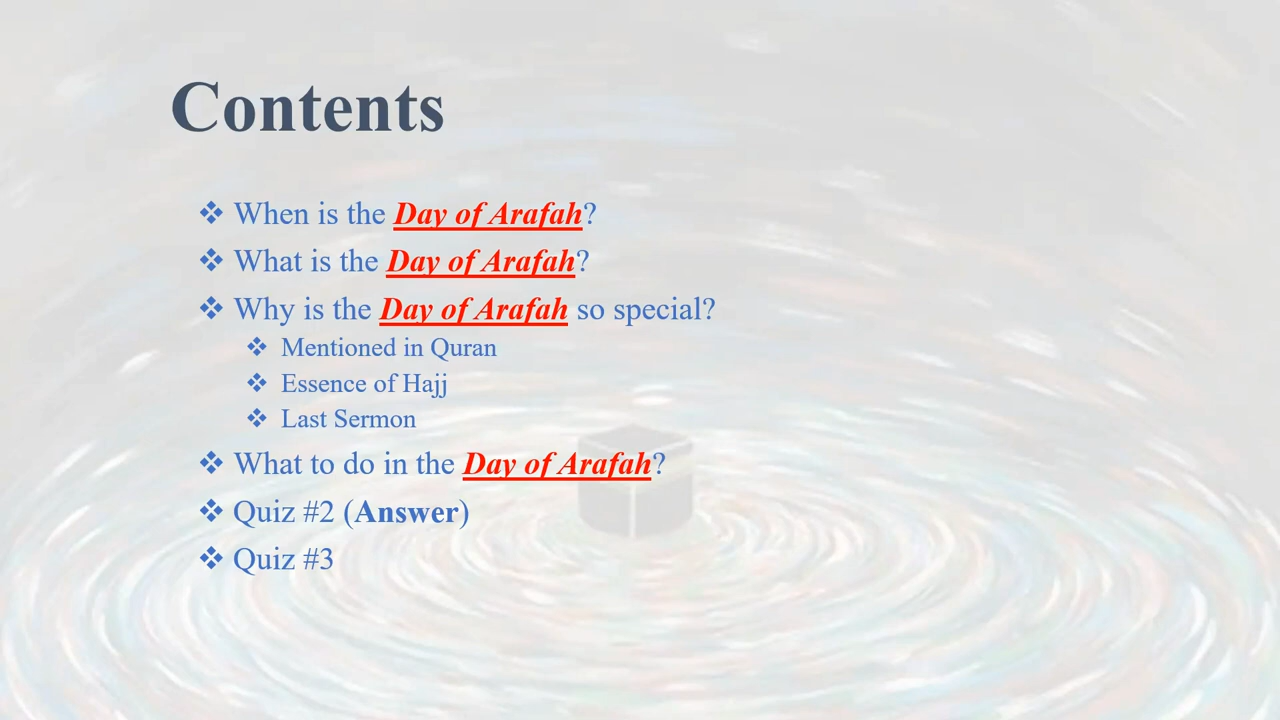 Contents
❖ When is the Day of Arafah?
❖ What is the Day of Arafah?
❖ Why is the Day of Arafah so special?
❖ Mentioned in Quran
❖ Essence of Hajj
❖ Last Sermon
❖ What to do in the Day of Arafah?
❖ Quiz #2 (Answer)
❖ Quiz #3